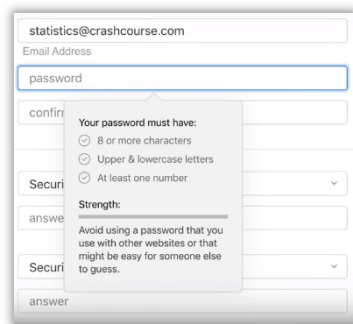 statistics@crashcourse.com
Email Address
password
confir
Your password must have:
8 or more characters
Upper & lowercase letters
At least one number
Strength:
Avoid using a password that you
use with other websites or that
might be easy for someone else
to guess.
Securi
answe
Securi
answer